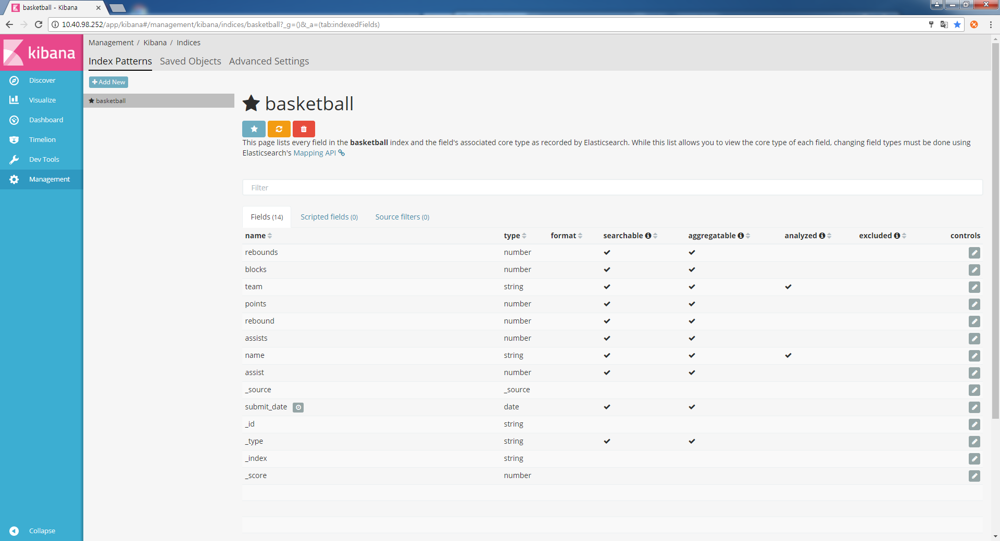 basketball - Kibana
10.40.98.252/app/kibana#/management/kibana/indices/basketball?_g=()&_a=(tab:indexedFields)
kibana
Discover
Visualize
Dashboard
Timelion
Dev Tools
Management
Collapse
Management / Kibana / Indices
Index Patterns Saved Objects Advanced Settings
Add New
basketball
basketball
This page lists every field in the basketball index and the field's associated core type as recorded by Elasticsearch. While this list allows you to view the core type of each field, changing field types must be done using
Elasticsearch's Mapping API
Filter
Fields (14) Scripted fields (0) Source filters (0)
name type format searchable aggregatable analyzed excluded controls
rebounds number
blocks number
team string
points number
rebound number
assists number
name string
assist number
_source _source
submit_date date
_id string
_type string
_index string
_score number